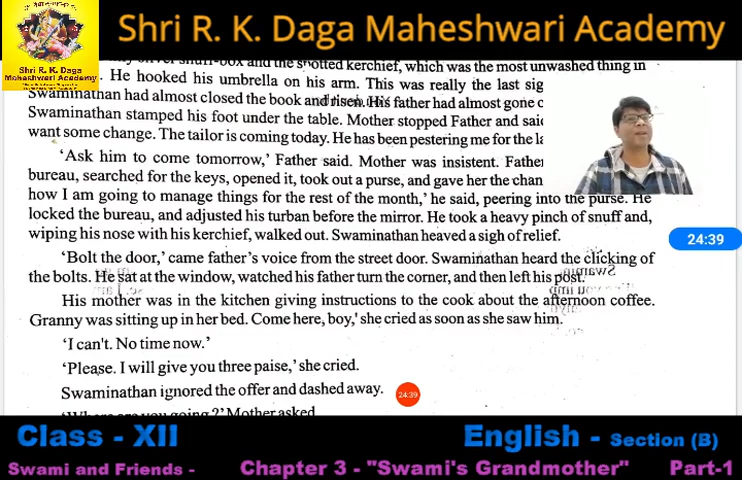 Shri R. K. Daga Maheshwari Academy
Shri R. K. Daga
Maheshwari Academy
snuff-box and the snotted kerchief, which was the most unwashed thing in
He hooked his umbrella on his arm. This was really the last sig
Swaminathan had almost closed the book and risen. His father had almost gone c
Swaminathan stamped his foot under the table. Mother stopped Father and said
want some change. The tailor is coming today. He has been pestering me for the la
'Ask him to come tomorrow,' Father said. Mother was insistent. Father
bureau, searched for the keys, opened it, took out a purse, and gave her the chan
how I am going to manage things for the rest of the month,' he said, peering into the purse. He
locked the bureau, and adjusted his turban before the mirror. He took a heavy pinch of snuff and,
wiping his nose with his kerchief, walked out. Swaminathan heaved a sigh of relief.
24:39
'Bolt the door,' came father's voice from the street door. Swaminathan heard the clicking of
the bolts. He sat at the window, watched his father turn the corner, and then left his post.
His mother was in the kitchen giving instructions to the cook about the afternoon coffee.
Granny was sitting up in her bed. Come here, boy,' she cried as soon as she saw him.
'I can't. No time now.'
'Please. I will give you three paise,' she cried.
Swaminathan ignored the offer and dashed away.
24:39
'Where are you going?' Mother asked
Class - XII
English - Section (B)
Swami and Friends -
Chapter 3 - "Swami's Grandmother"
Part-1